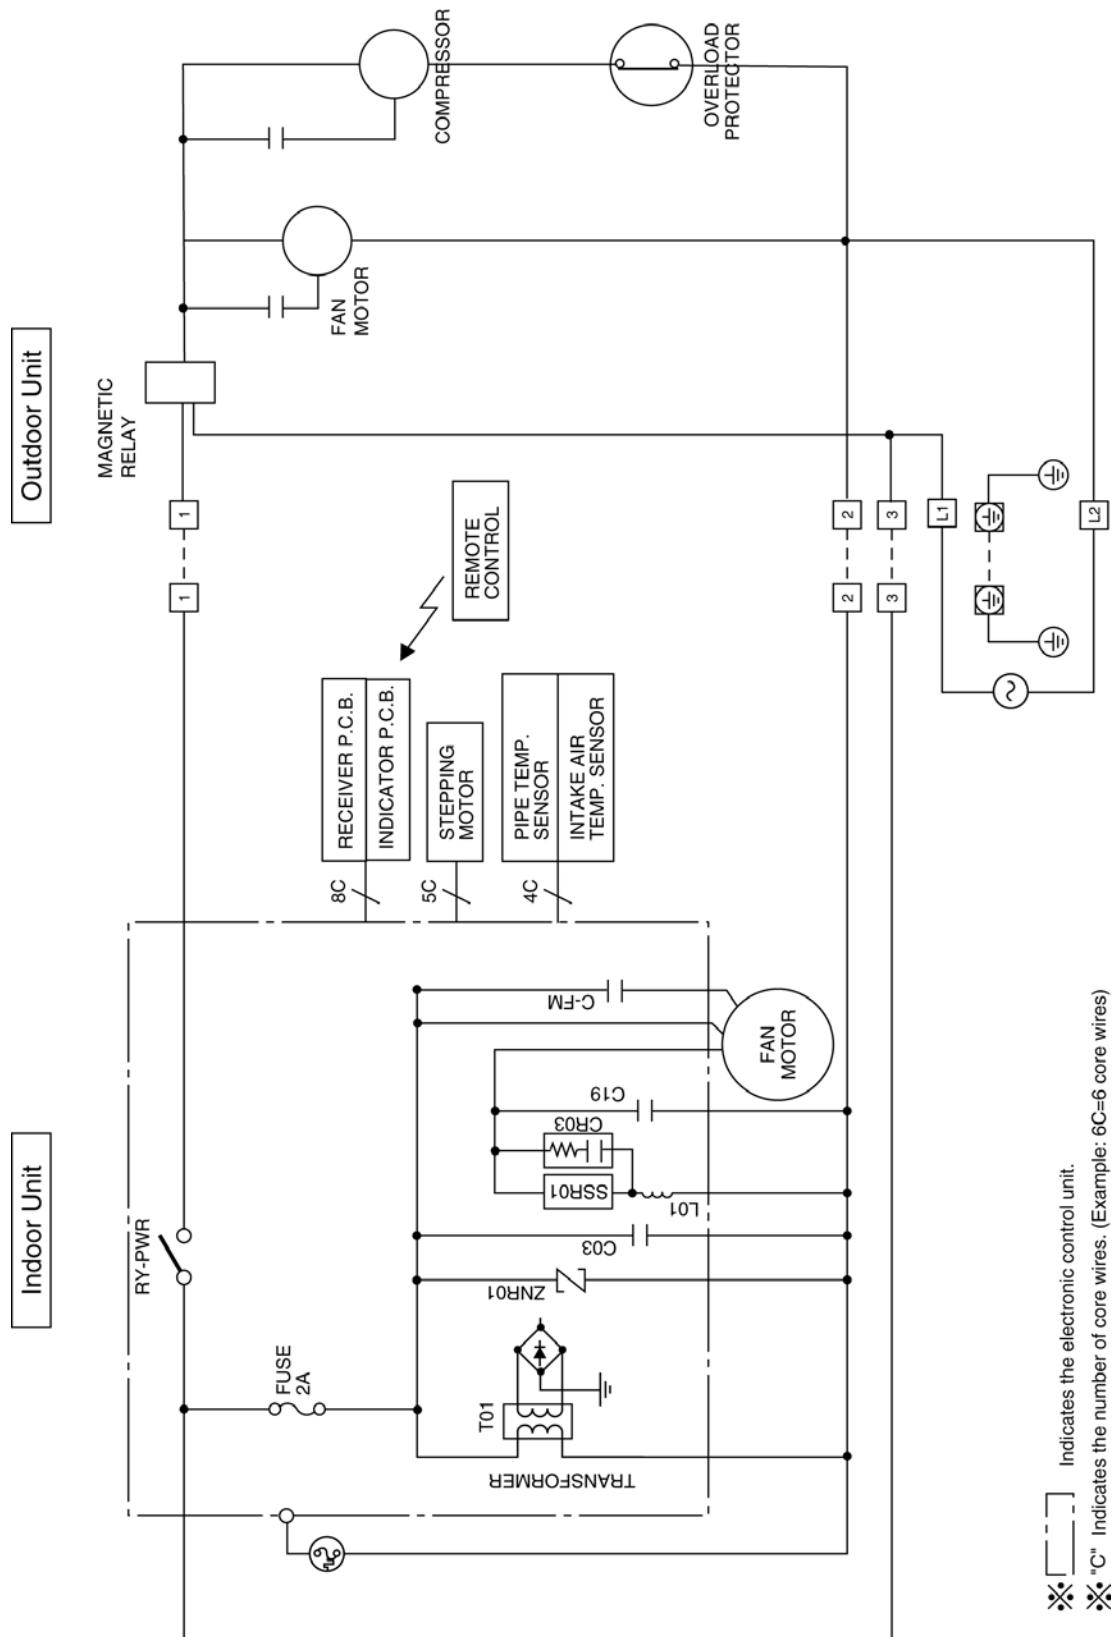 Indoor Unit
Outdoor Unit
RY-PWR
1
1
MAGNETIC
RELAY
FUSE
2A
FAN
MOTOR
COMPRESSOR
OVERLOAD
PROTECTOR
8C
RECEIVER P.C.B.
INDICATOR P.C.B.
5C
STEPPING
MOTOR
4C
PIPE TEMP.
SENSOR
INTAKE AIR
TEMP. SENSOR
REMOTE
CONTROL
T01
TRANSFORMER
ZNR01
C03
SSR01
L01
CR03
C19
C-FM
FAN
MOTOR
2
2
3
3
L1
L2
※ Indicates the electronic control unit.
※ "C" Indicates the number of core wires. (Example: 6C=6 core wires)